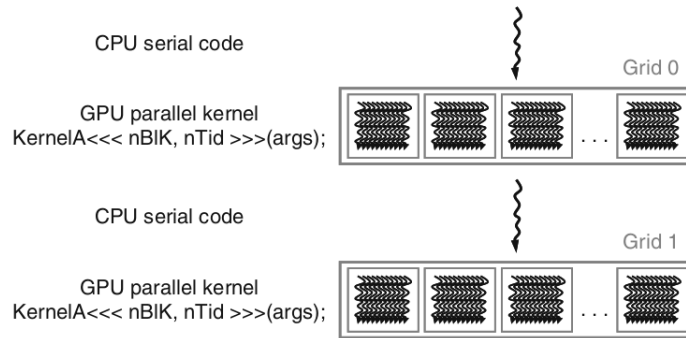 CPU serial code
Grid 0
GPU parallel kernel
KernelA<<< nBlK, nTid >>>(args);
. . .
CPU serial code
Grid 1
GPU parallel kernel
KernelA<<< nBlK, nTid >>>(args);
. . .